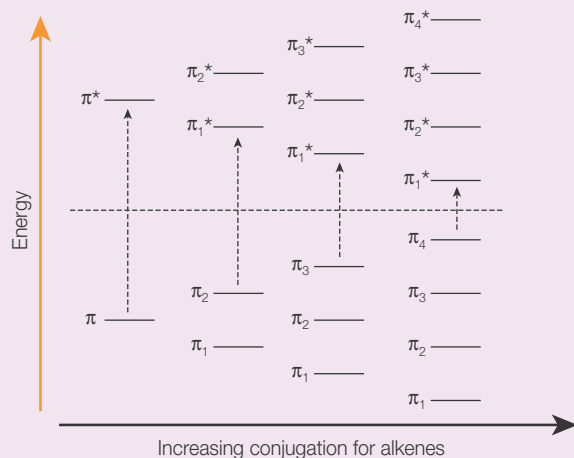 π₄*
π₃*
π₂* π₃*
π* π₂*
π₁* π₂*
π₁*
π₁*
Energy
π₄
π₃
π₂ π₃
π π₂
π₁ π₂
π₁
π₁
Increasing conjugation for alkenes